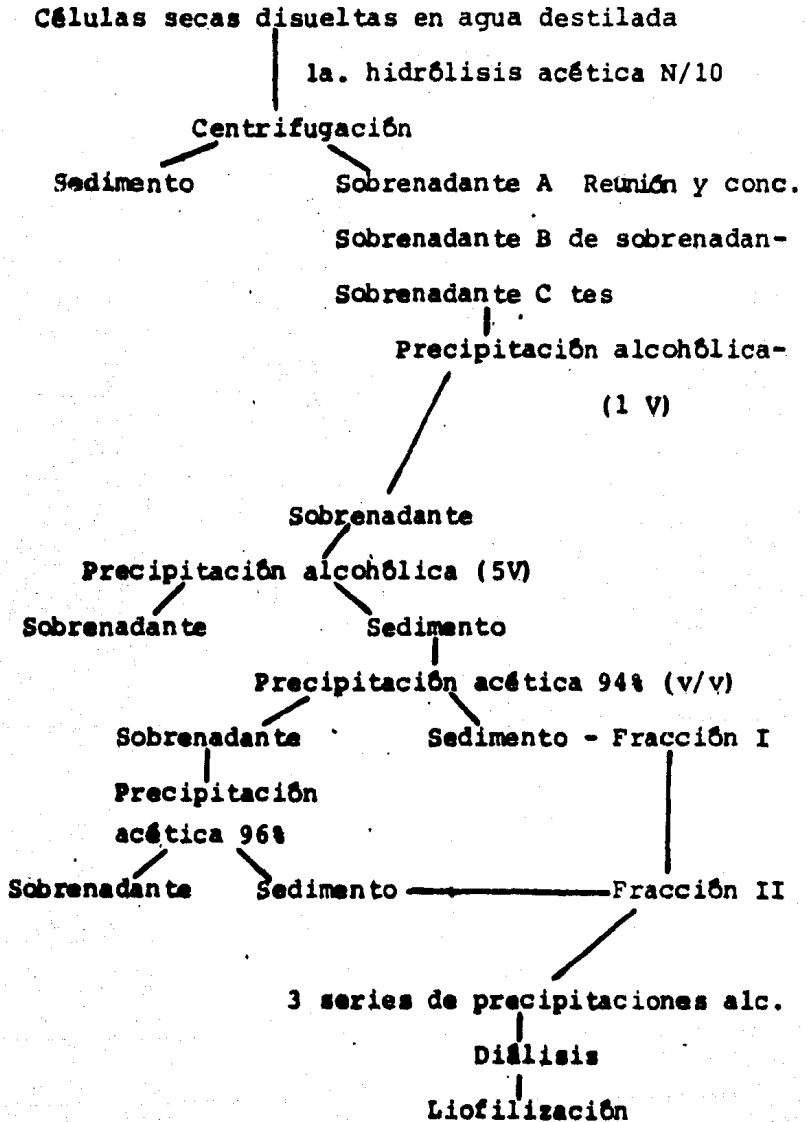 Células secas disueltas en agua destilada
1a. hidrólisis acética N/10
Centrifugación
Sedimento Sobrenadante A Reunión y conc.
Sobrenadante B de sobrenadan-
Sobrenadante C tes
Precipitación alcohólica-
(1 V)
Sobrenadante
Precipitación alcohólica (5V)
Sobrenadante Sedimento
Precipitación acética 94% (v/v)
Sobrenadante Sedimento - Fracción I
Precipitación
acética 96%
Sobrenadante Sedimento Fracción II
3 series de precipitaciones alc.
Diálisis
Liofilización